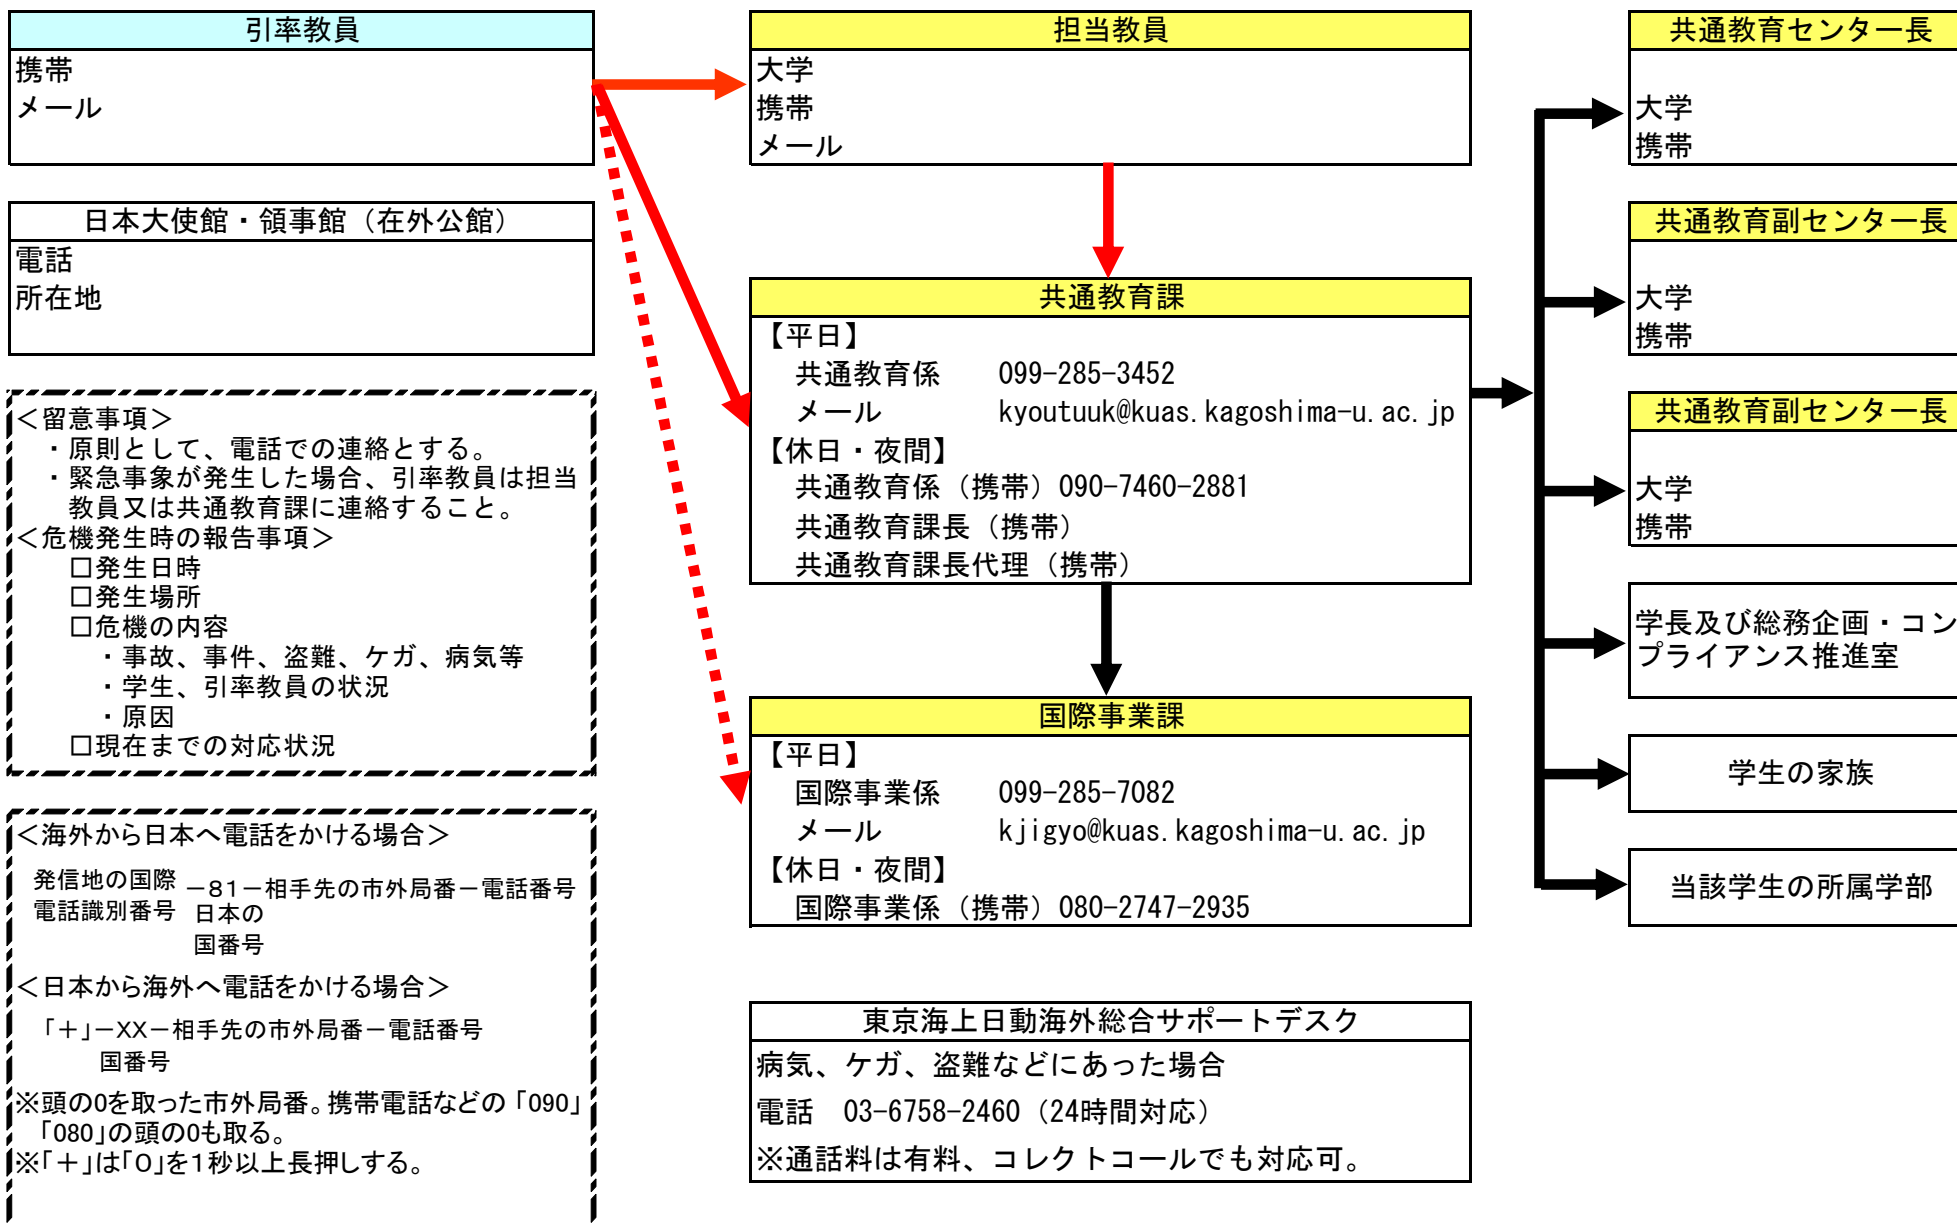 引率教員
携帯
メール
日本大使館・領事館（在外公館）
電話
所在地
＜留意事項＞
・原則として、電話での連絡とする。
・緊急事象が発生した場合、引率教員は担当
教員又は共通教育課に連絡すること。
＜危機発生時の報告事項＞
□発生日時
□発生場所
□危機の内容
・事故、事件、盗難、ケガ、病気等
・学生、引率教員の状況
・原因
□現在までの対応状況
＜海外から日本へ電話をかける場合＞
発信地の国際
電話識別番号
－81－相手先の市外局番－電話番号
日本の
国番号
＜日本から海外へ電話をかける場合＞
「＋」－XX－相手先の市外局番－電話番号
国番号
※頭の0を取った市外局番。携帯電話などの「090」
「080」の頭の0も取る。
※「＋」は「0」を1秒以上長押しする。
担当教員
大学
携帯
メール
共通教育課
【平日】
共通教育係　099-285-3452
メール　kyoutuuk@kuas.kagoshima-u.ac.jp
【休日・夜間】
共通教育係（携帯）090-7460-2881
共通教育課長（携帯）
共通教育課長代理（携帯）
国際事業課
【平日】
国際事業係　099-285-7082
メール　kjigyo@kuas.kagoshima-u.ac.jp
【休日・夜間】
国際事業係（携帯）080-2747-2935
東京海上日動海外総合サポートデスク
病気、ケガ、盗難などにあった場合
電話　03-6758-2460（24時間対応）
※通話料は有料、コレクトコールでも対応可。
共通教育センター長
大学
携帯
共通教育副センター長
大学
携帯
共通教育副センター長
大学
携帯
学長及び総務企画・コン
プライアンス推進室
学生の家族
当該学生の所属学部